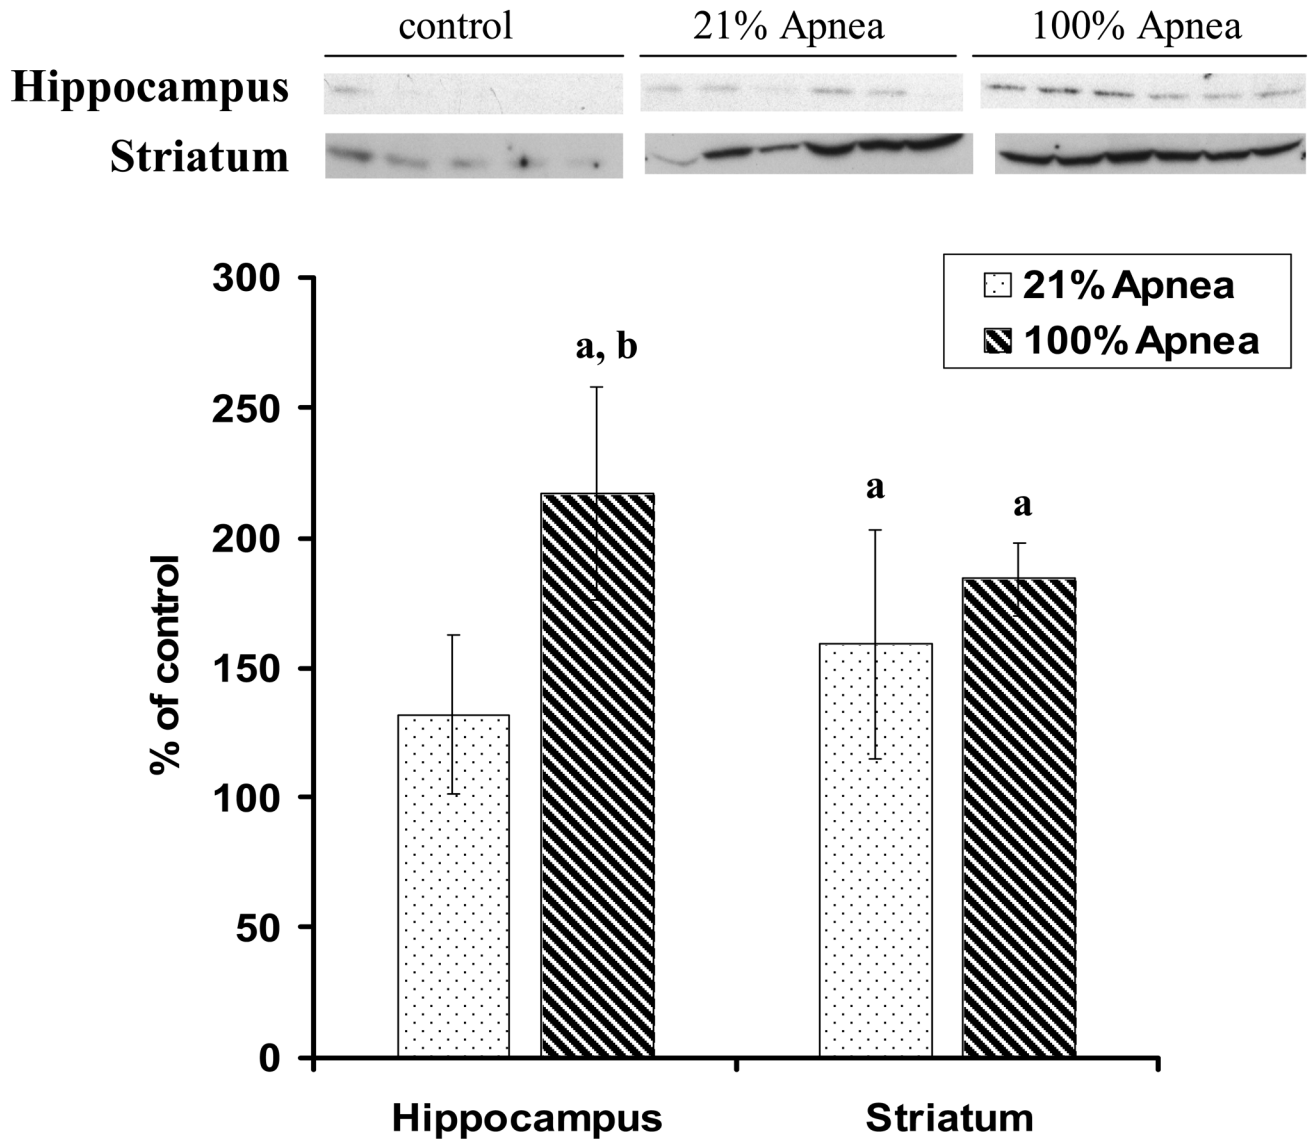 control 21% Apnea 100% Apnea
Hippocampus
Striatum
300
250
200
150
100
50
0
% of control
21% Apnea
100% Apnea
a, b
a
a
Hippocampus Striatum